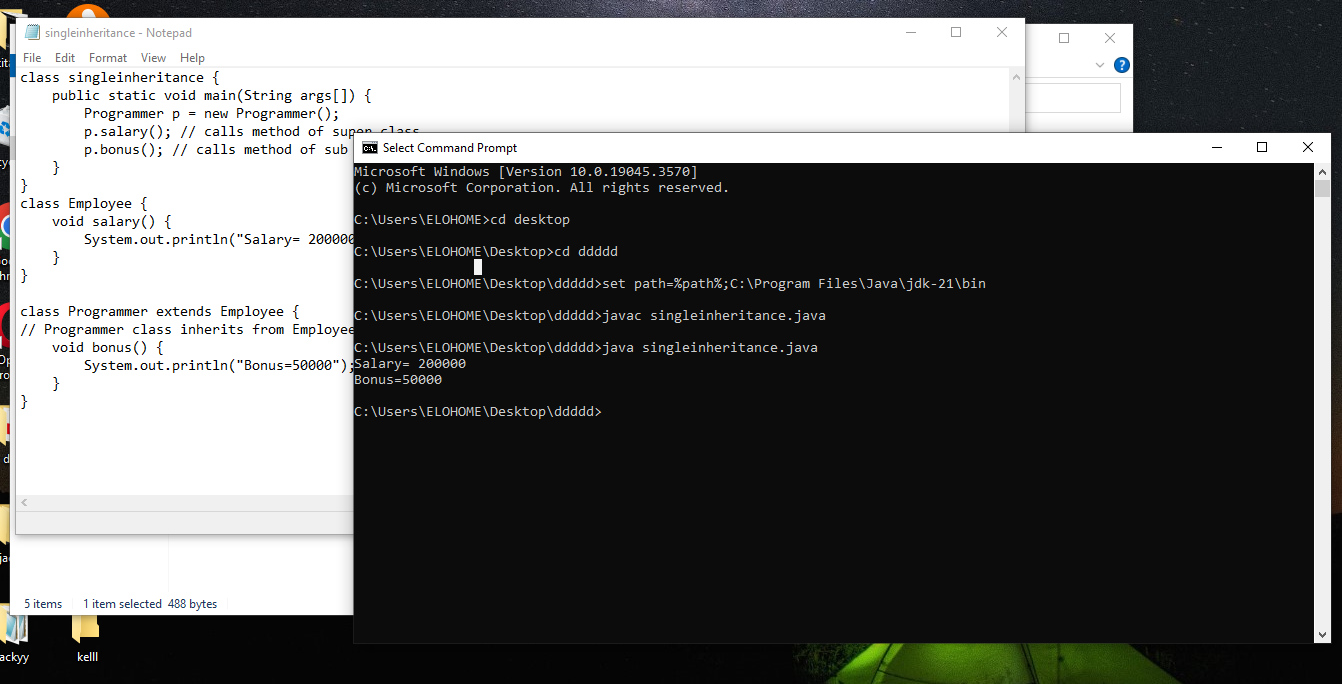 singleinheritance - Notepad
File Edit Format View Help
class singleinheritance {
public static void main(String args[]) {
Programmer p = new Programmer();
p.salary(); // calls method of super class
p.bonus(); // calls method of sub
}
}
class Employee {
void salary() {
System.out.println("Salary= 200000
}
}
class Programmer extends Employee {
// Programmer class inherits from Employee
void bonus() {
System.out.println("Bonus=50000");
}
}
5 items 1 item selected 488 bytes
Select Command Prompt
Microsoft Windows [Version 10.0.19045.3570]
(c) Microsoft Corporation. All rights reserved.
C:\Users\ELOHOME>cd desktop
C:\Users\ELOHOME\Desktop>cd ddddd
C:\Users\ELOHOME\Desktop\ddddd>set path=%path%;C:\Program Files\Java\jdk-21\bin
C:\Users\ELOHOME\Desktop\ddddd>javac singleinheritance.java
C:\Users\ELOHOME\Desktop\ddddd>java singleinheritance.java
Salary= 200000
Bonus=50000
C:\Users\ELOHOME\Desktop\ddddd>
ackyy
kelll